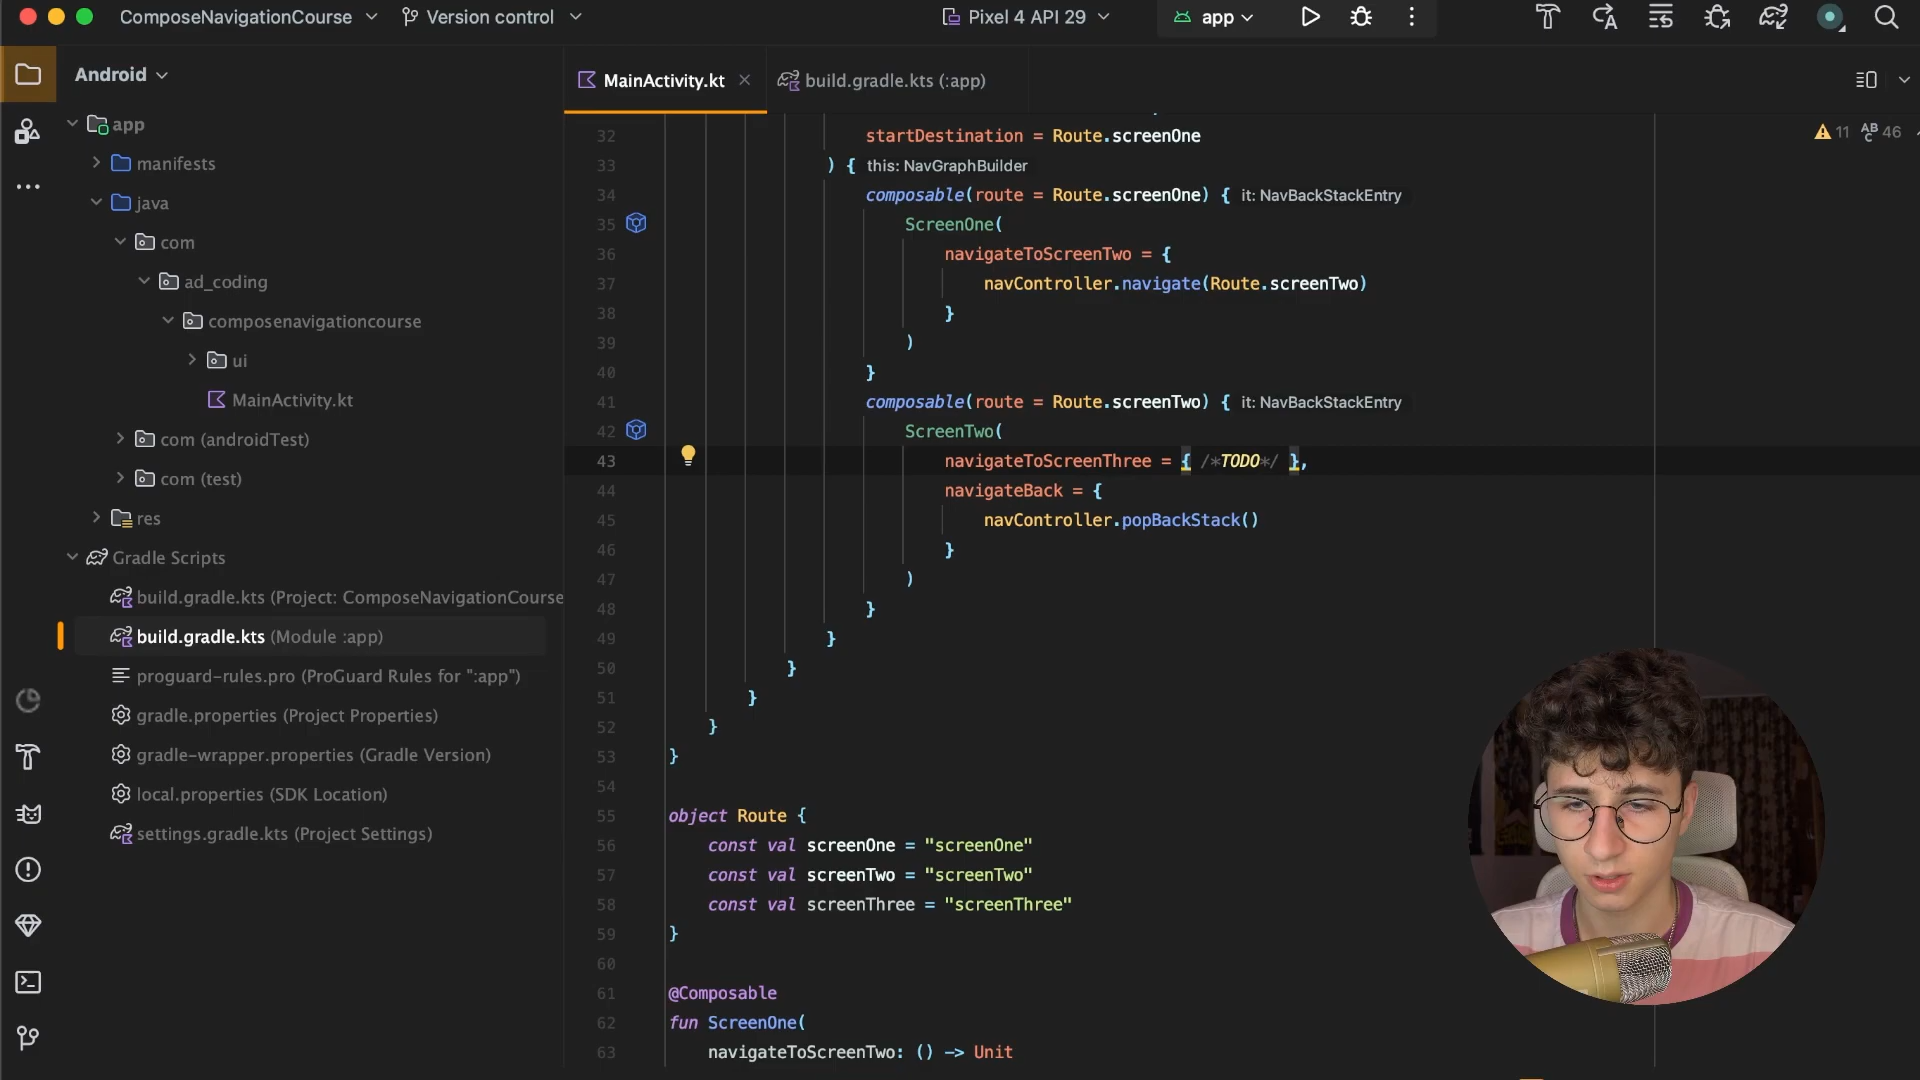 ComposeNavigationCourse
Version control
Pixel 4 API 29
app
Android
MainActivity.kt
build.gradle.kts (:app)
app
manifests
java
com
ad_coding
composenavigationcourse
ui
MainActivity.kt
com (androidTest)
com (test)
res
Gradle Scripts
build.gradle.kts (Project: ComposeNavigationCourse
build.gradle.kts (Module :app)
proguard-rules.pro (ProGuard Rules for ":app")
gradle.properties (Project Properties)
gradle-wrapper.properties (Gradle Version)
local.properties (SDK Location)
settings.gradle.kts (Project Settings)
11 46
32 startDestination = Route.screenOne
33 ) { this: NavGraphBuilder
34 composable(route = Route.screenOne) { it: NavBackStackEntry
35 ScreenOne(
36 navigateToScreenTwo = {
37 navController.navigate(Route.screenTwo)
38 }
39 )
40 }
41 composable(route = Route.screenTwo) { it: NavBackStackEntry
42 ScreenTwo(
43 navigateToScreenThree = { /*TODO*/ },
44 navigateBack = {
45 navController.popBackStack()
46 }
47 )
48 }
49 }
50 }
51 }
52 }
53 }
54
55 object Route {
56 const val screenOne = "screenOne"
57 const val screenTwo = "screenTwo"
58 const val screenThree = "screenThree"
59 }
60
61 @Composable
62 fun ScreenOne(
63 navigateToScreenTwo: () -> Unit